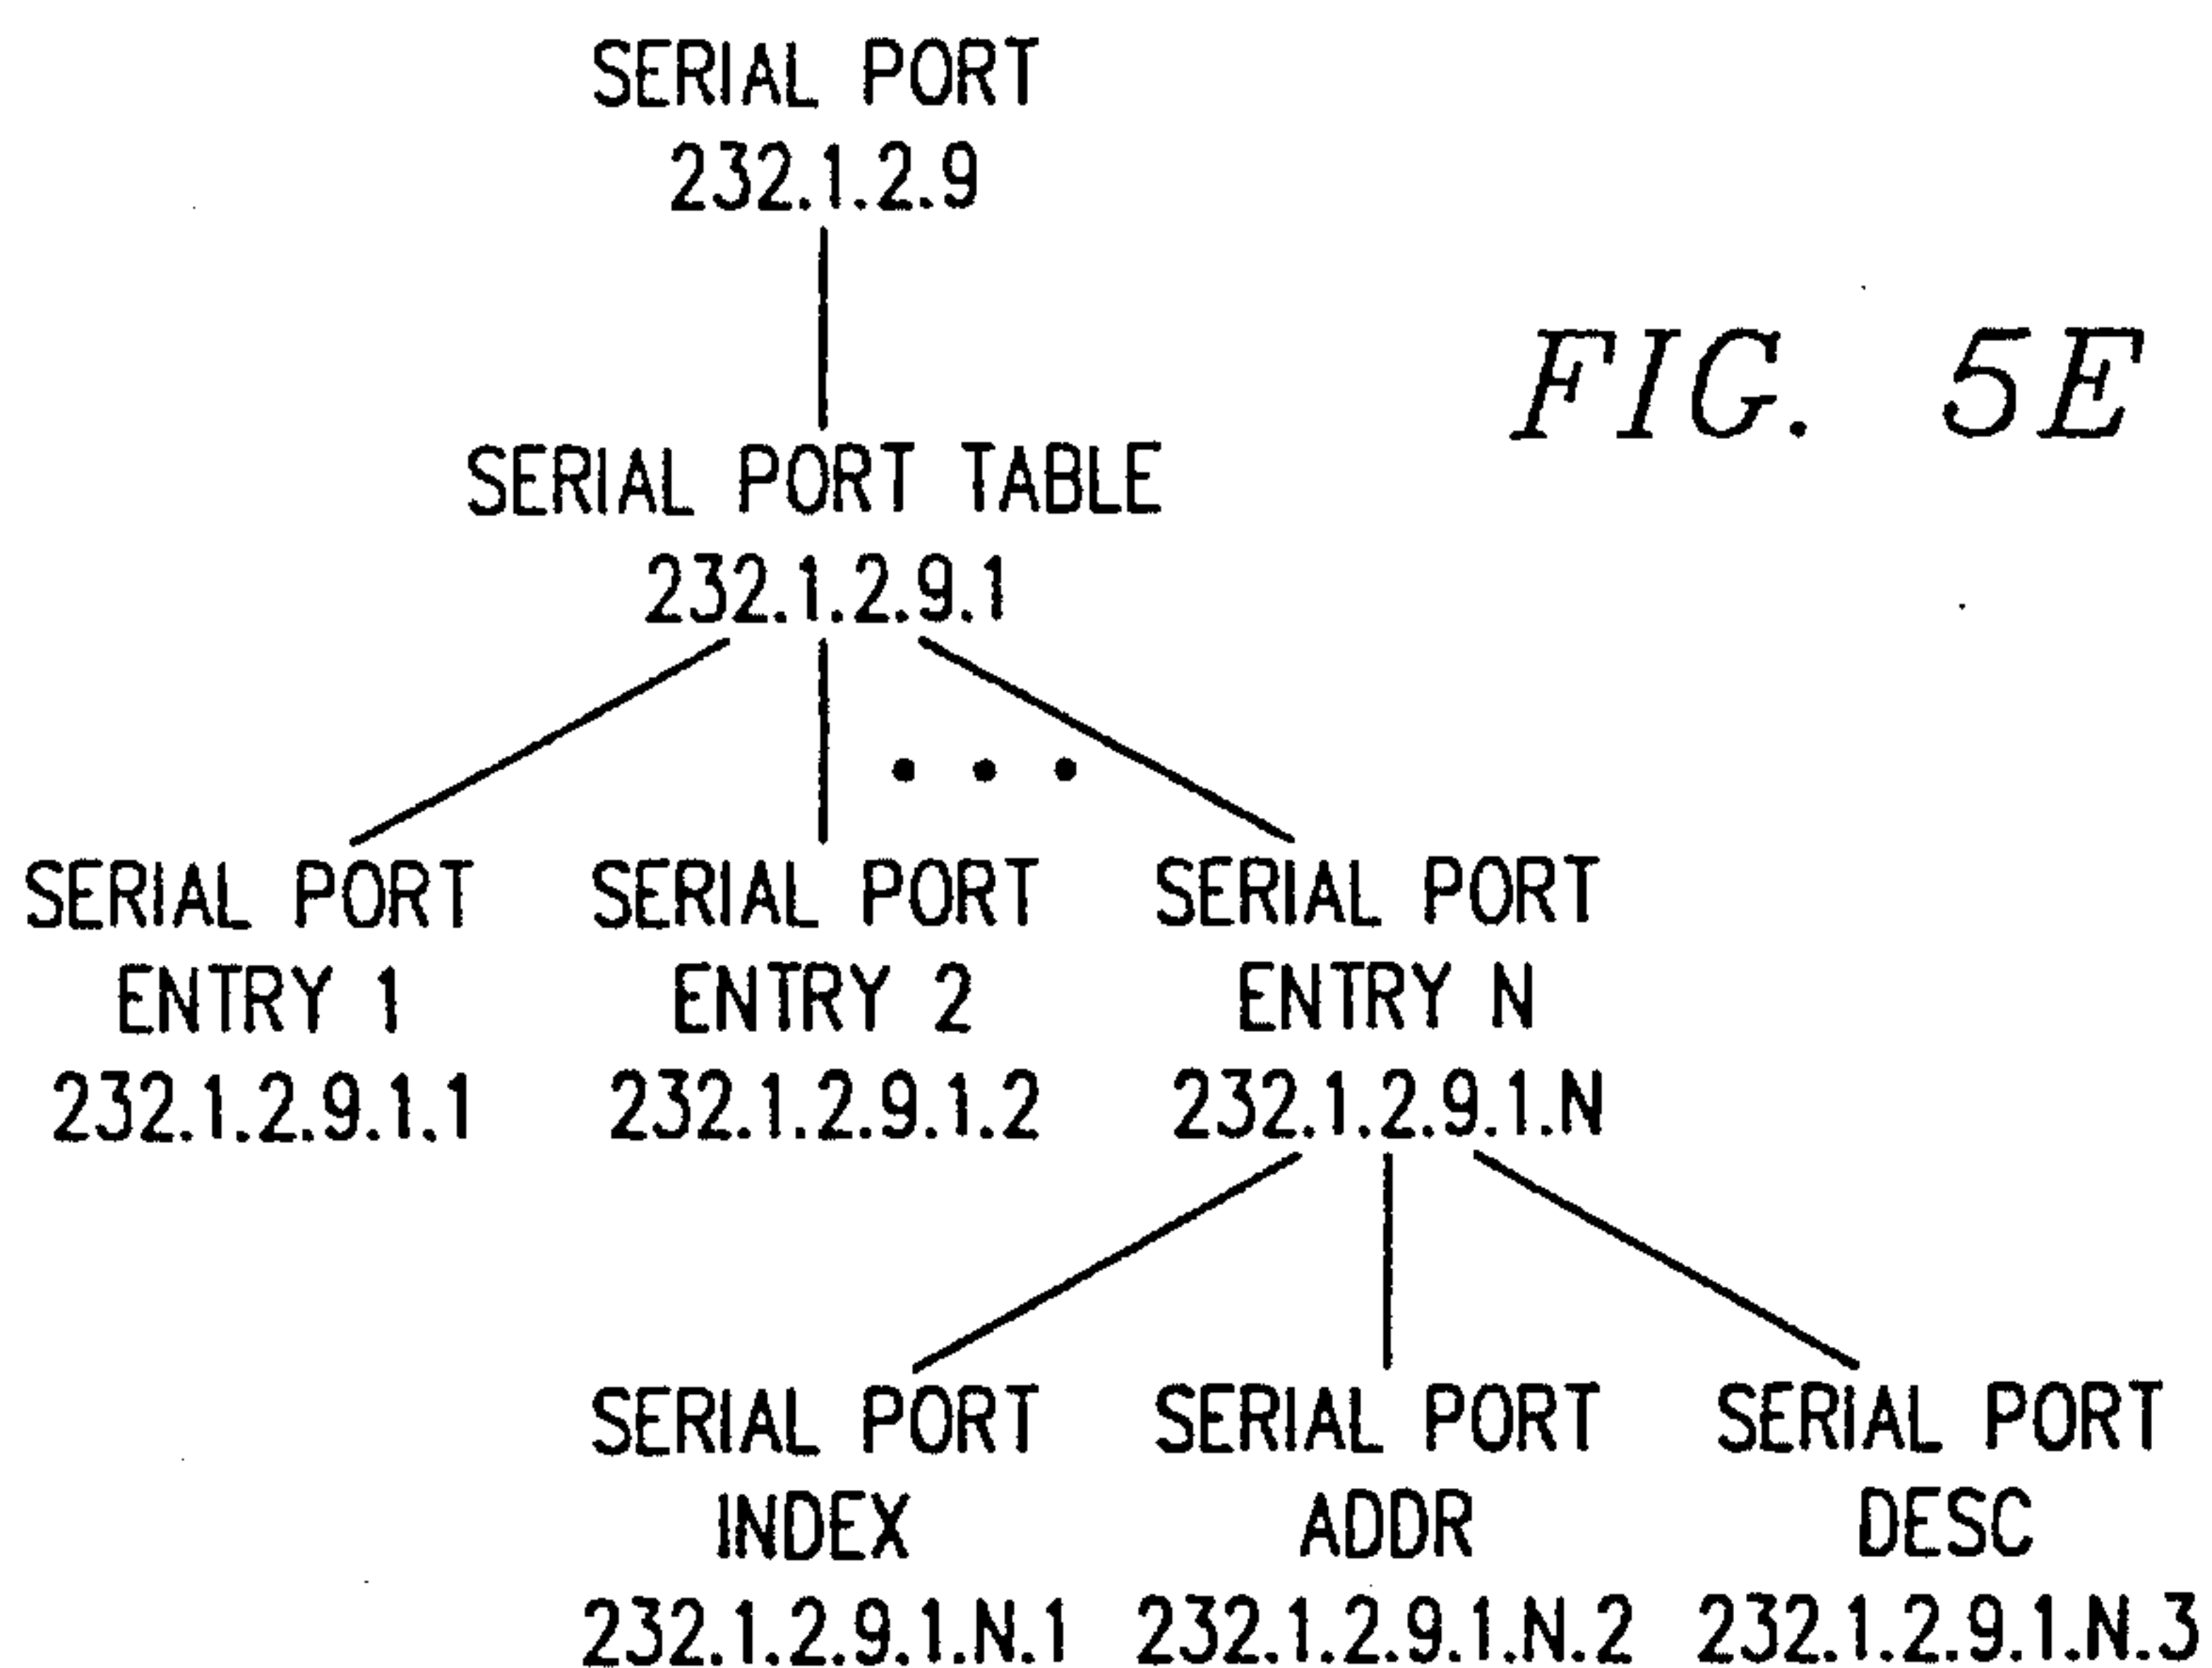 SERIAL PORT
232.1.2.9
FIG. 5E
SERIAL PORT TABLE
232.1.2.9.1
SERIAL PORT
ENTRY 1
232.1.2.9.1.1
SERIAL PORT
ENTRY 2
232.1.2.9.1.2
SERIAL PORT
ENTRY N
232.1.2.9.1.N
SERIAL PORT
INDEX
232.1.2.9.1.N.1
SERIAL PORT
ADDR
232.1.2.9.1.N.2
SERIAL PORT
DESC
232.1.2.9.1.N.3